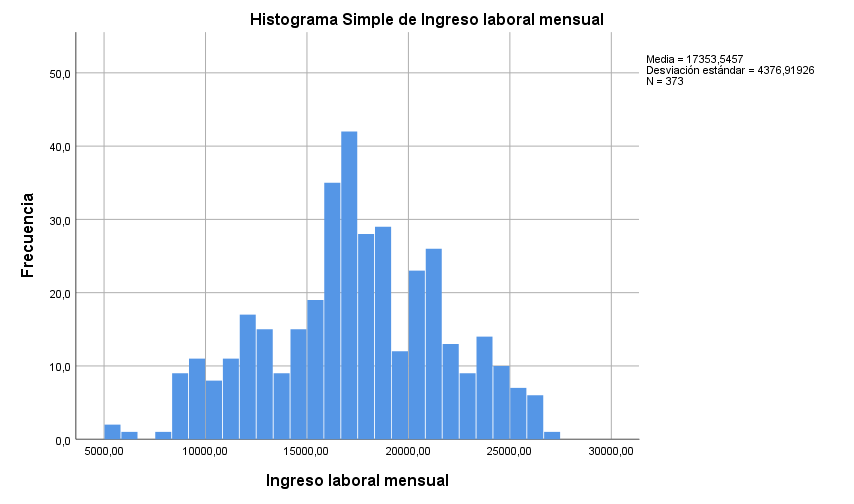 Histograma Simple de Ingreso laboral mensual
Media = 17353,5457
Desviación estándar = 4376,91926
N = 373
50,0
40,0
30,0
20,0
10,0
0,0
Frecuencia
5000,00 10000,00 15000,00 20000,00 25000,00 30000,00
Ingreso laboral mensual